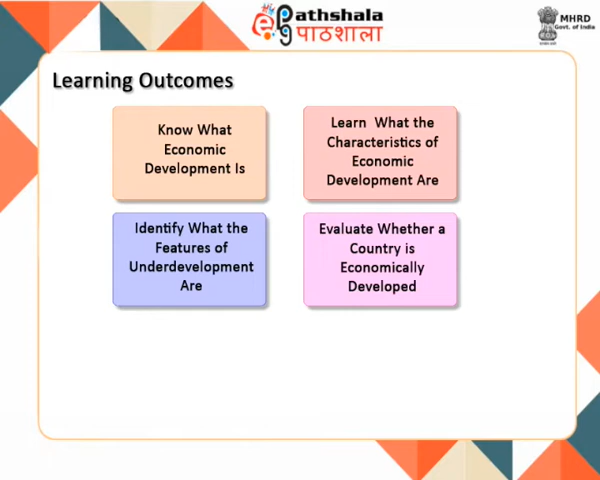 Pathshala
पाठशाला
MHRD
Govt. of India
Learning Outcomes
Know What
Economic
Development Is
Learn What the
Characteristics of
Economic
Development Are
Identify What the
Features of
Underdevelopment
Are
Evaluate Whether a
Country is
Economically
Developed